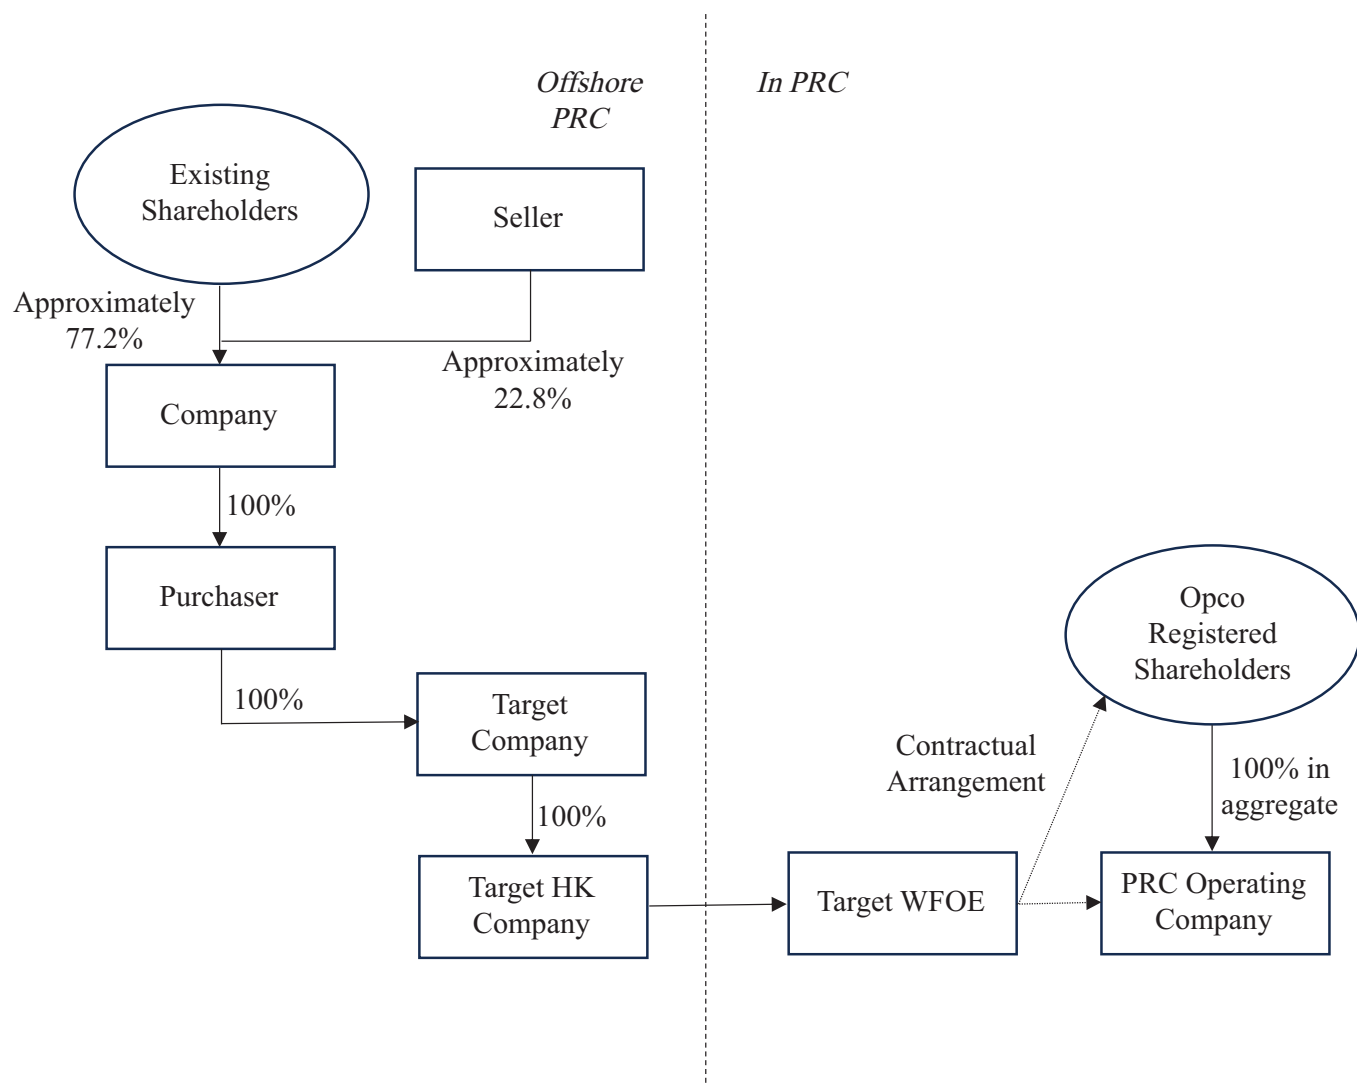 Offshore
PRC
In PRC
Existing
Shareholders
Seller
Approximately
77.2%
Approximately
22.8%
Company
100%
Purchaser
100%
Target
Company
100%
Target HK
Company
Opco
Registered
Shareholders
Contractual
Arrangement
100% in
aggregate
Target WFOE
PRC Operating
Company